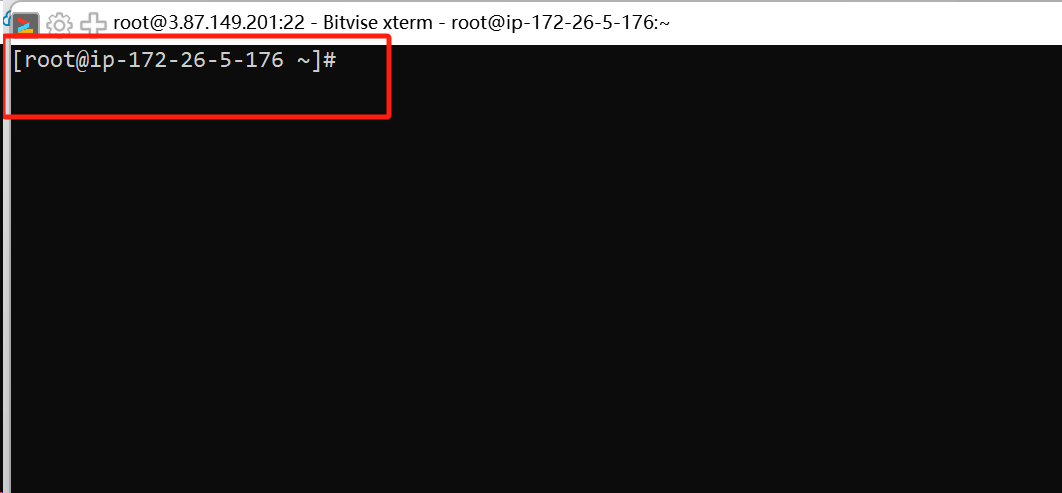 root@3.87.149.201:22 - Bitvise xterm - root@ip-172-26-5-176:~
[root@ip-172-26-5-176 ~]#